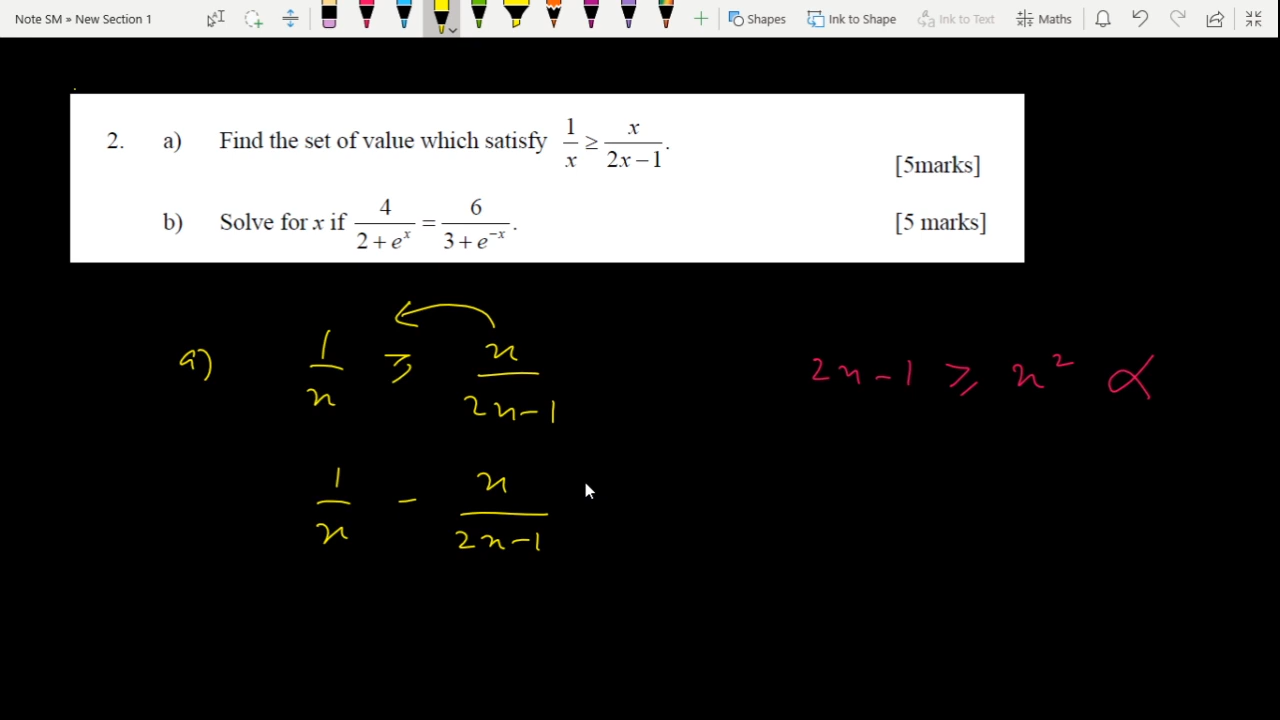 Note SM » New Section 1
Shapes Ink to Shape Ink to Text Maths
2. a) Find the set of value which satisfy 1/x ≥ x/(2x−1).
[5marks]
b) Solve for x if 4/(2+e^x) = 6/(3+e^−x).
[5 marks]
a) 1/x ≥ x/(2x−1)
2x−1 ≥ x²
1/x − x/(2x−1)